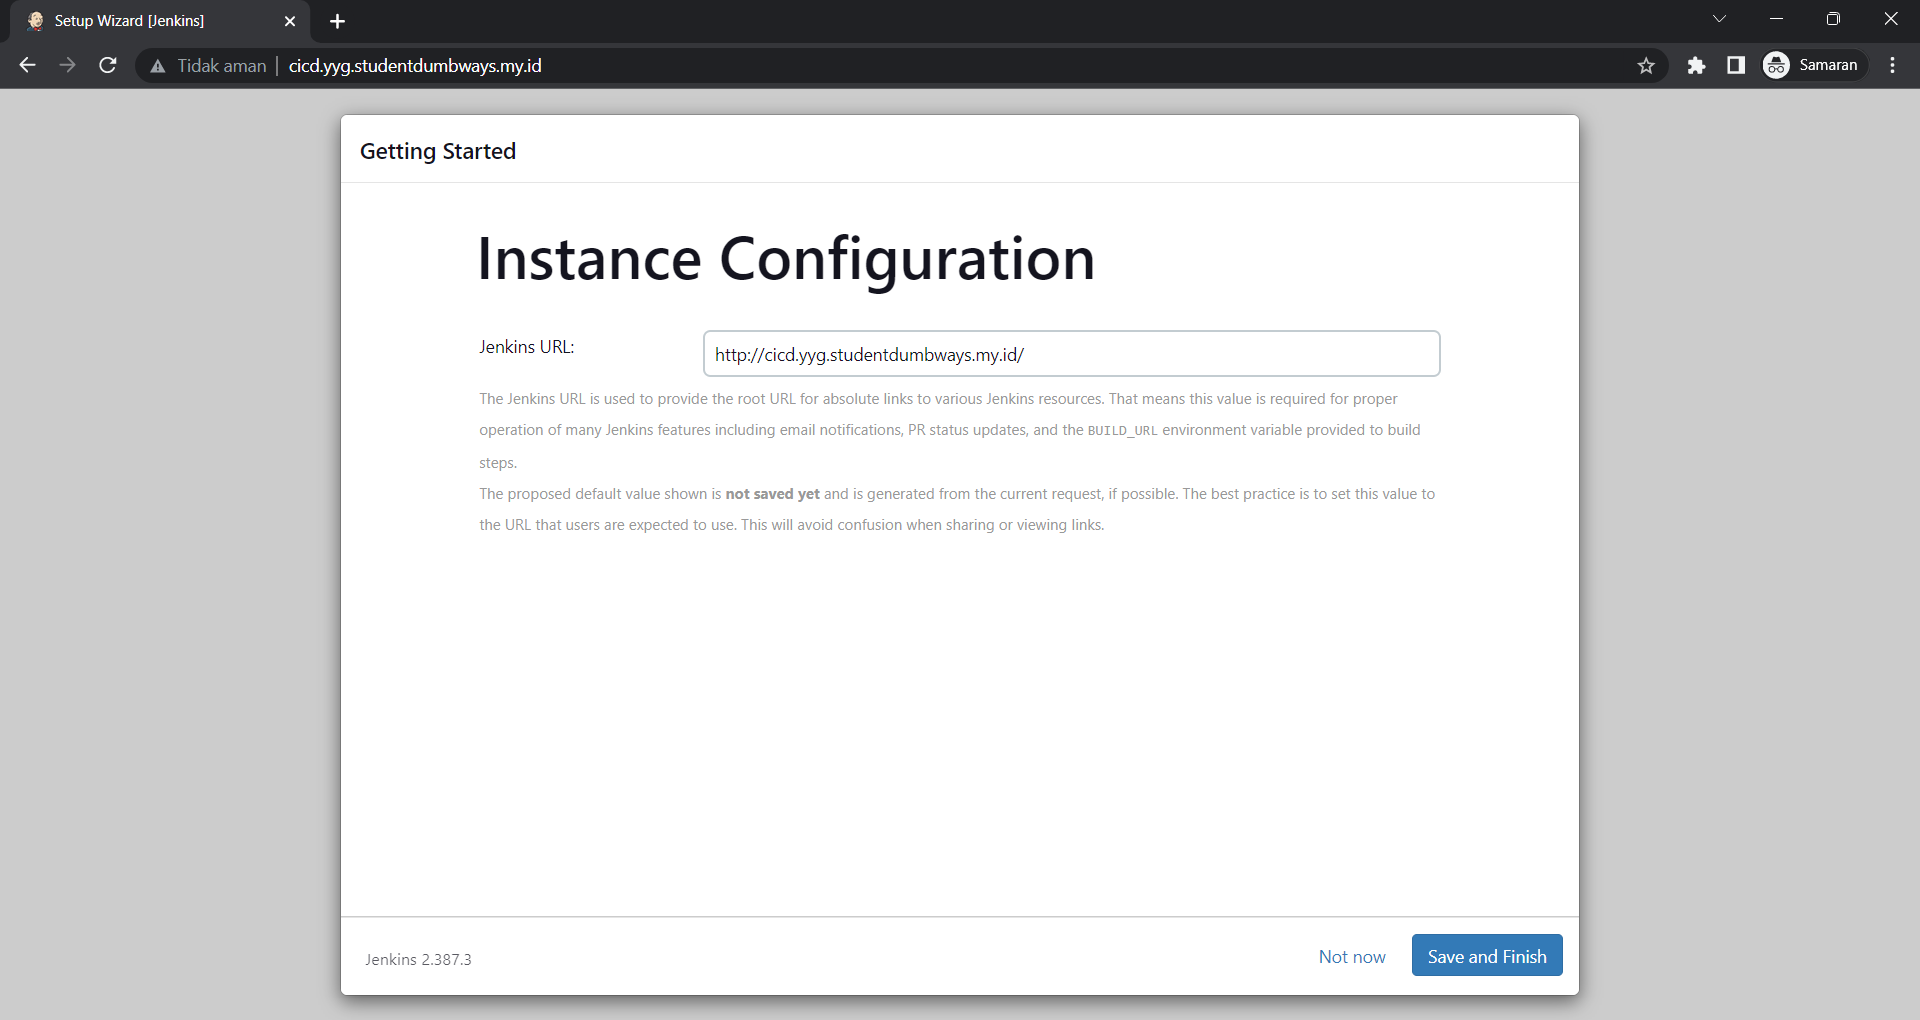 Setup Wizard [Jenkins]
Tidak aman
cicd.yyg.studentdumbways.my.id
Samaran
Getting Started
Instance Configuration
Jenkins URL:
http://cicd.yyg.studentdumbways.my.id/
The Jenkins URL is used to provide the root URL for absolute links to various Jenkins resources. That means this value is required for proper
operation of many Jenkins features including email notifications, PR status updates, and the BUILD_URL environment variable provided to build
steps.
The proposed default value shown is not saved yet and is generated from the current request, if possible. The best practice is to set this value to
the URL that users are expected to use. This will avoid confusion when sharing or viewing links.
Jenkins 2.387.3
Not now
Save and Finish